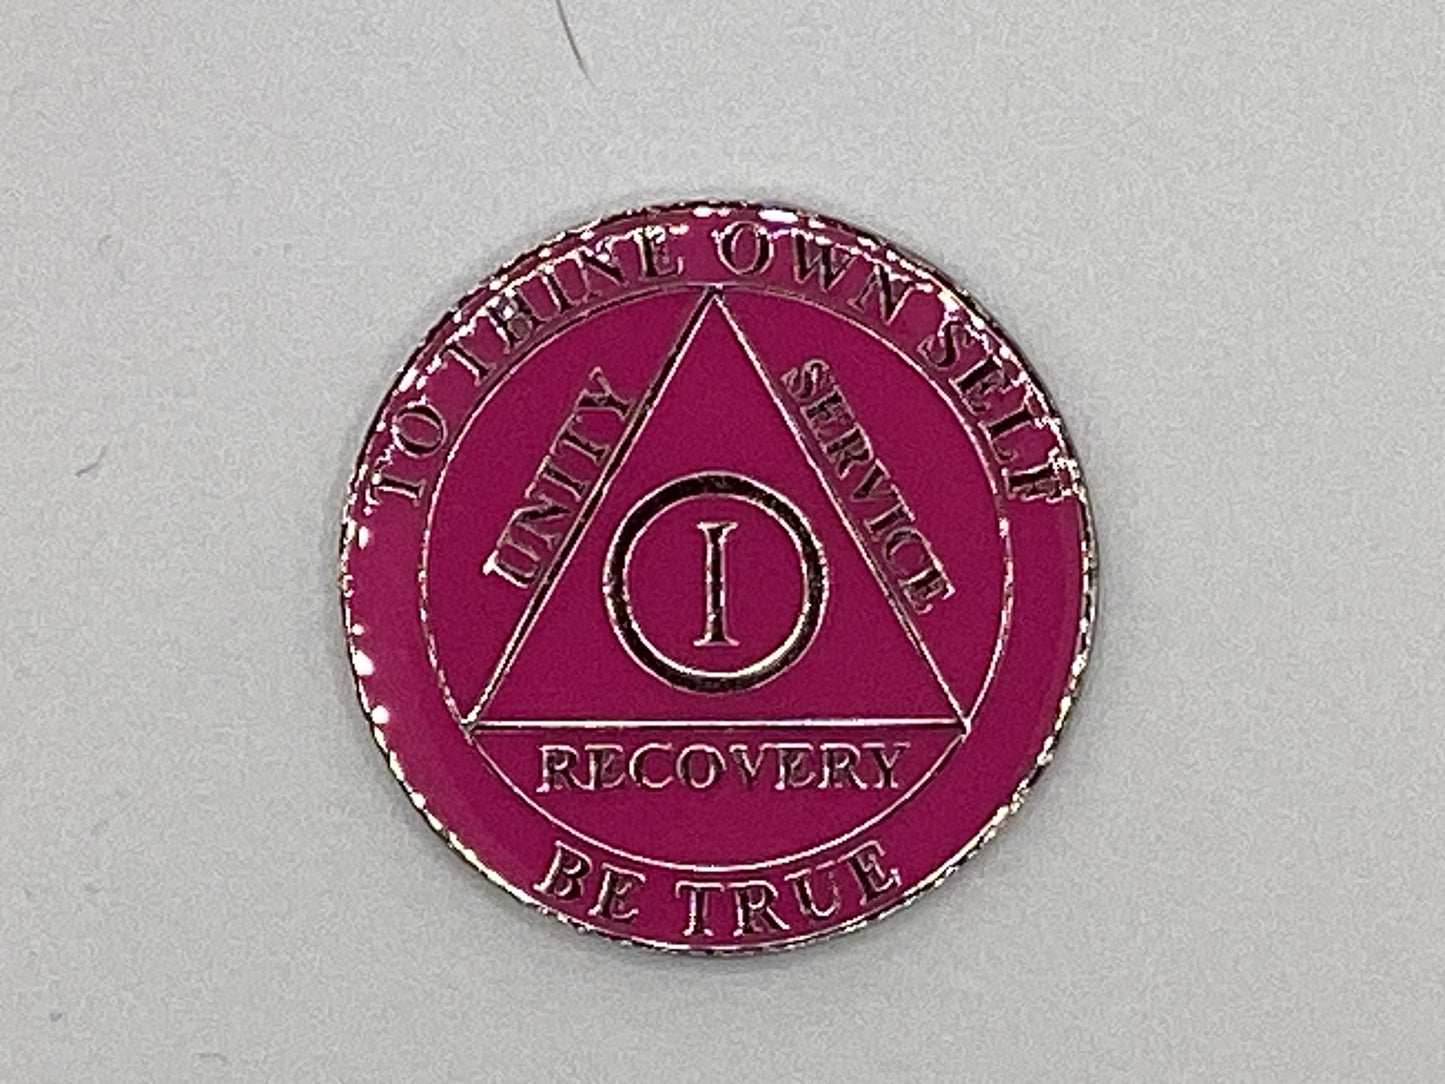 TO THINE OWN SELF
UNITY
SERVICE
I
RECOVERY
BE TRUE